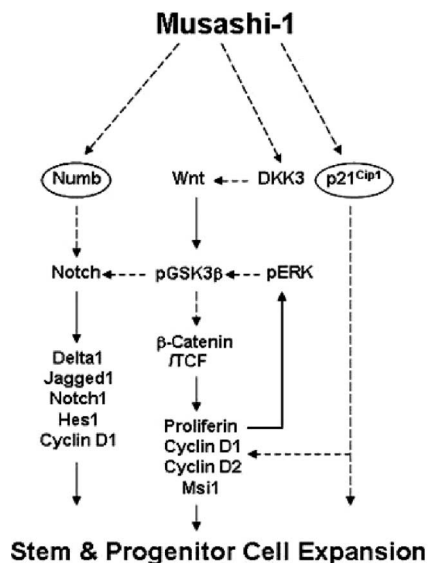 Musashi-1
Numb
Wnt
DKK3
p21Cip1
Notch
pGSK3β
pERK
β-Catenin
/TCF
Delta1
Jagged1
Notch1
Hes1
Cyclin D1
Proliferin
Cyclin D1
Cyclin D2
Msi1
Stem & Progenitor Cell Expansion